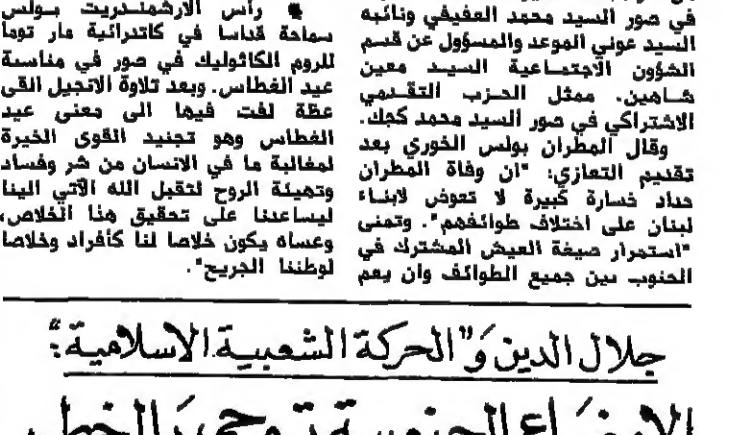 في صور السيد محمد العفيفي ونائبه
السيد عوني الموعد والمسؤول عن قسم
الشؤون الاجتماعية السيد معين
شاهين. ممثل الحزب التقدمي
الاشتراكي في صور السيد محمد كجك.
وقال المطران بولس الخوري بعد
تقديم التعازي: "ان وفاة المطران
حداد خسارة كبيرة لا تعوض لابناء
لبنان على اختلاف طوائفهم". وتمنى
"استمرار صيغة العيش المشترك في
الجنوب بين جميع الطوائف وان يعم
● رأس الارشمندريت بولس
سماحة قداسا في كاتدرائية مار توما
للروم الكاثوليك في صور في مناسبة
عيد الغطاس. وبعد تلاوة الانجيل القى
عظة لفت فيها الى معنى عيد
الغطاس وهو تجنيد القوى الخيرة
لمغالبة ما في الانسان من شر وفساد
وتهيئة الروح لتقبل الله الآتي الينا
ليساعدنا على تحقيق هذا الخلاص،
وعساه يكون خلاصا لنا كأفراد وخلاصا
لوطننا الجريح".
جلال الدين و"الحركة الشعبية الاسلامية":